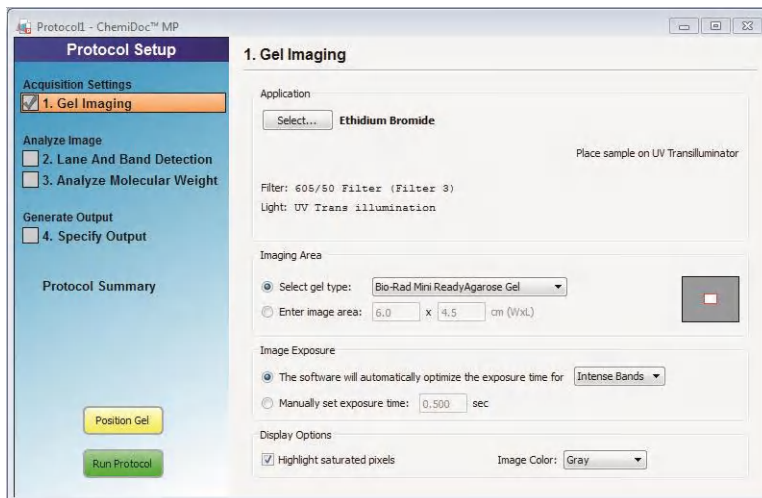 Protocol1 - ChemiDoc™ MP
Protocol Setup
Acquisition Settings
1. Gel Imaging
Analyze Image
2. Lane And Band Detection
3. Analyze Molecular Weight
Generate Output
4. Specify Output
Protocol Summary
Position Gel
Run Protocol
1. Gel Imaging
Application
Select... Ethidium Bromide
Place sample on UV Transilluminator
Filter: 605/50 Filter (Filter 3)
Light: UV Trans illumination
Imaging Area
Select gel type: Bio-Rad Mini ReadyAgarose Gel
Enter image area: 6.0 x 4.5 cm (WxL)
Image Exposure
The software will automatically optimize the exposure time for Intense Bands
Manually set exposure time: 0.500 sec
Display Options
Highlight saturated pixels Image Color: Gray